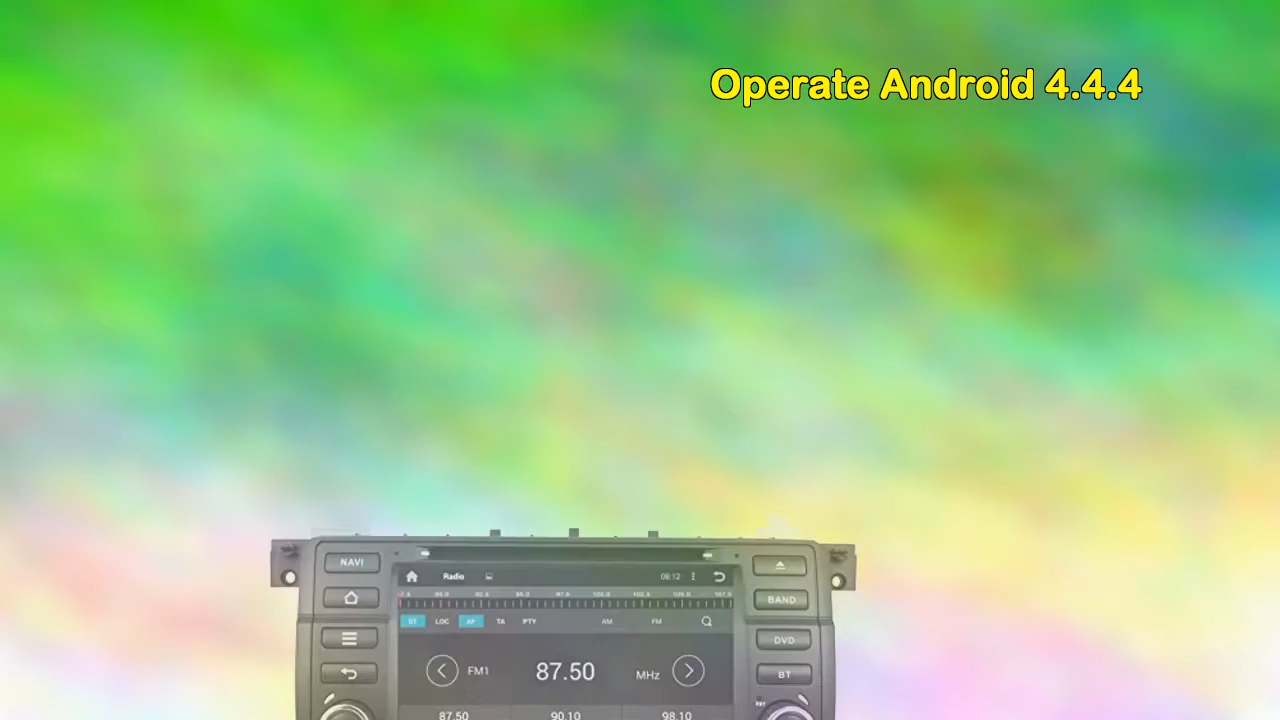 Operate Android 4.4.4
NAVI
Radio
08:12
BAND
ST LOC AF TA PTY AM FM
DVD
FM1 87.50 MHz
BT
87.50 90.10 98.10